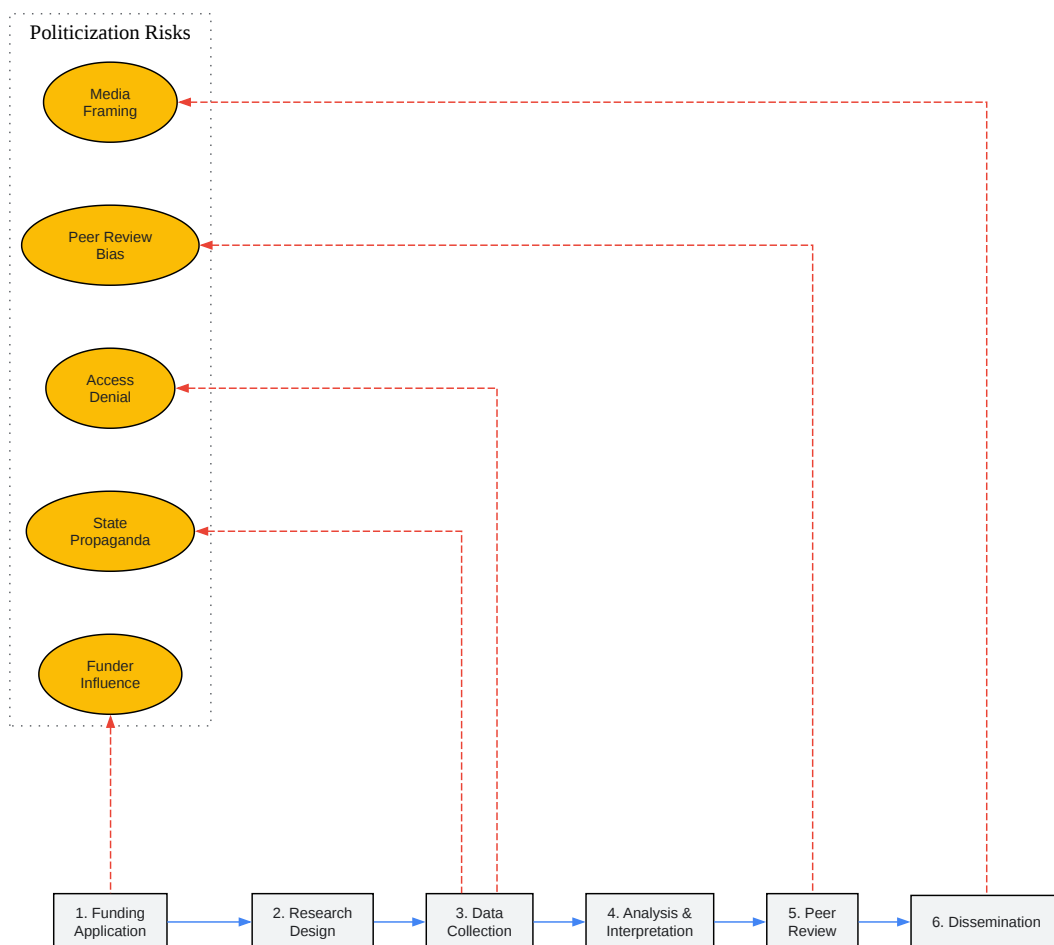 Politicization Risks
Media
Framing
Peer Review
Bias
Access
Denial
State
Propaganda
Funder
Influence
1. Funding
Application
2. Research
Design
3. Data
Collection
4. Analysis &
Interpretation
5. Peer
Review
6. Dissemination